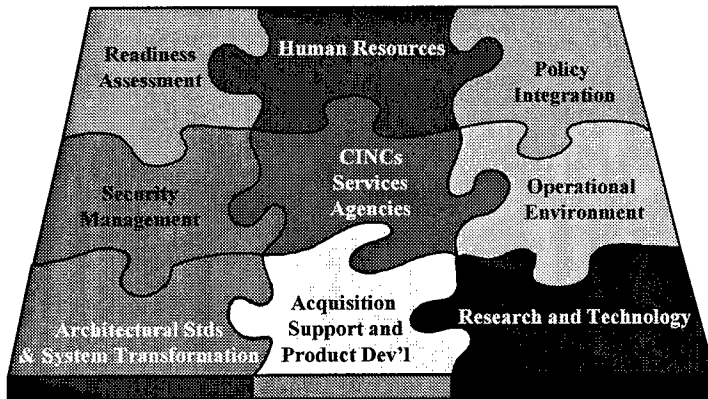 Readiness
Assessment
Human Resources
Policy
Integration
Security
Management
CINCs
Services
Agencies
Operational
Environment
Architectural Stds
& System Transformation
Acquisition
Support and
Product Dev'l
Research and Technology